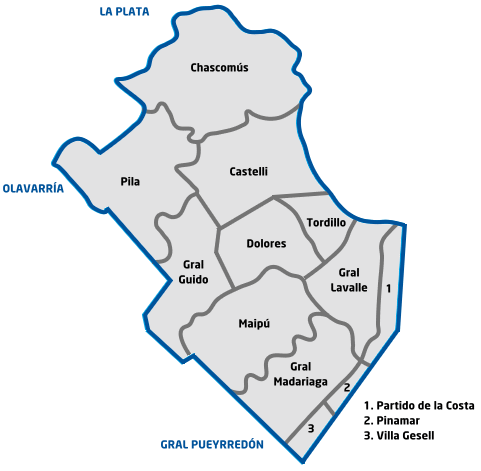 LA PLATA
Chascomús
Castelli
Pila
OLAVARRÍA
Tordillo
Dolores
Gral
Guido
Gral
Lavalle
1
Maipú
Gral
Madariaga
2
3
1. Partido de la Costa
2. Pinamar
3. Villa Gesell
GRAL PUEYRREDÓN